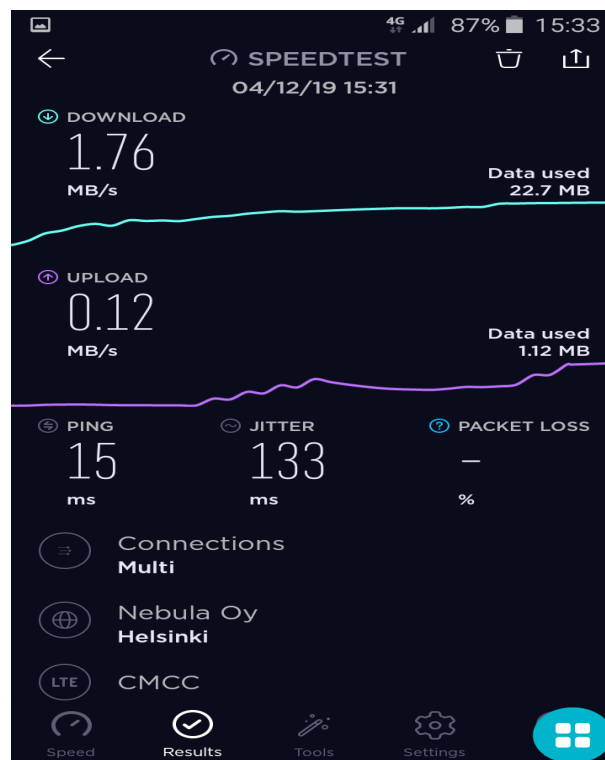 4G 87% 15:33
SPEEDTEST
04/12/19 15:31
DOWNLOAD
1.76
MB/s
Data used
22.7 MB
UPLOAD
0.12
MB/s
Data used
1.12 MB
PING JITTER PACKET LOSS
15 133 –
ms ms %
Connections
Multi
Nebula Oy
Helsinki
LTE CMCC
Speed Results Tools Settings